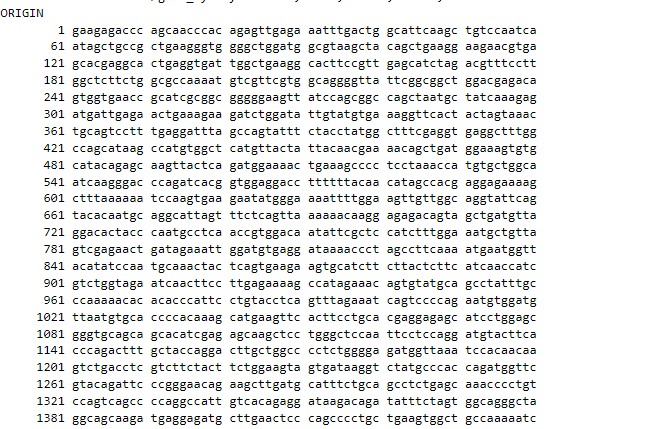 ORIGIN
1 gaagagaccc agcaacccac agagttgaga aatttgactg gcattcaagc tgtccaatca
61 atagctgccg ctgaagggtg gggctggatg gcgtaagcta cagctgaagg aagaacgtga
121 gcacgaggca ctgaggtgat tggctgaagg cacttccgtt gagcatctag acgtttcctt
181 ggctcttctg gcgccaaaat gtcgttcgtg gcaggggtta ttcggcggct ggacgagaca
241 gtggtgaacc gcatcgcggc gggggaagtt atccagcggc cagctaatgc tatcaaagag
301 atgattgaga actgaaagaa gatctggata ttgtatgtga aaggttcact actagtaaac
361 tgcagtcctt tgaggattta gccagtattt ctacctatgg ctttcgaggt gaggctttgg
421 ccagcataag ccatgtggct catgttacta ttacaacgaa aacagctgat ggaaagtgtg
481 catacagagc aagttactca gatggaaaac tgaaagcccc tcctaaacca tgtgctggca
541 atcaagggac ccagatcacg gtggaggacc ttttttacaa catagccacg aggagaaaag
601 ctttaaaaaa tccaagtgaa gaatatggga aaattttgga agttgttggc aggtattcag
661 tacacaatgc aggcattagt ttctcagtta aaaaacaagg agagacagta gctgatgtta
721 ggacactacc caatgcctca accgtggaca atattcgctc catctttgga aatgctgtta
781 gtcgagaact gatagaaatt ggatgtgagg ataaaaccct agccttcaaa atgaatggtt
841 acatatccaa tgcaaactac tcagtgaaga agtgcatctt cttactcttc atcaaccatc
901 gtctggtaga atcaacttcc ttgagaaaag ccatagaaac agtgtatgca gcctatttgc
961 ccaaaaacac acacccattc ctgtacctca gtttagaaat cagtccccag aatgtggatg
1021 ttaatgtgca ccccacaaag catgaagttc acttcctgca cgaggagagc atcctggagc
1081 gggtgcagca gcacatcgag agcaagctcc tgggctccaa ttcctccagg atgtacttca
1141 cccagacttt gctaccagga cttgctggcc cctctgggga gatggttaaa tccacaacaa
1201 gtctgacctc gtcttctact tctggaagta gtgataaggt ctatgcccac cagatggttc
1261 gtacagattc ccgggaacag aagcttgatg catttctgca gcctctgagc aaacccctgt
1321 ccagtcagcc ccaggccatt gtcacagagg ataagacaga tatttctagt ggcagggcta
1381 ggcagcaaga tgaggagatg cttgaactcc cagcccctgc tgaagtggct gccaaaaatc